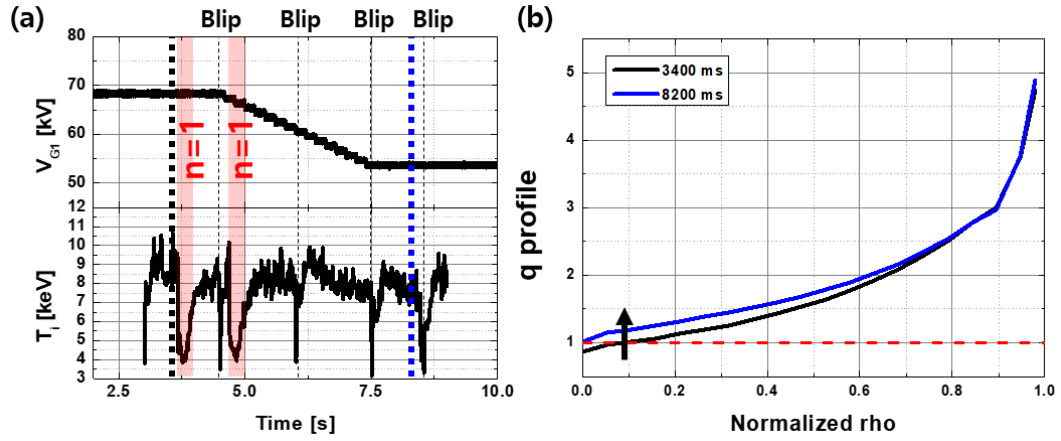 (a)
Blip Blip Blip Blip
80
70
60
50
V_G1 [kV]
n=1
n=1
12
11
10
9
8
7
6
5
4
3
T_i [keV]
2.5 5.0 7.5 10.0
Time [s]
(b)
3400 ms
8200 ms
5
4
3
2
1
q profile
0.0 0.2 0.4 0.6 0.8 1.0
Normalized rho